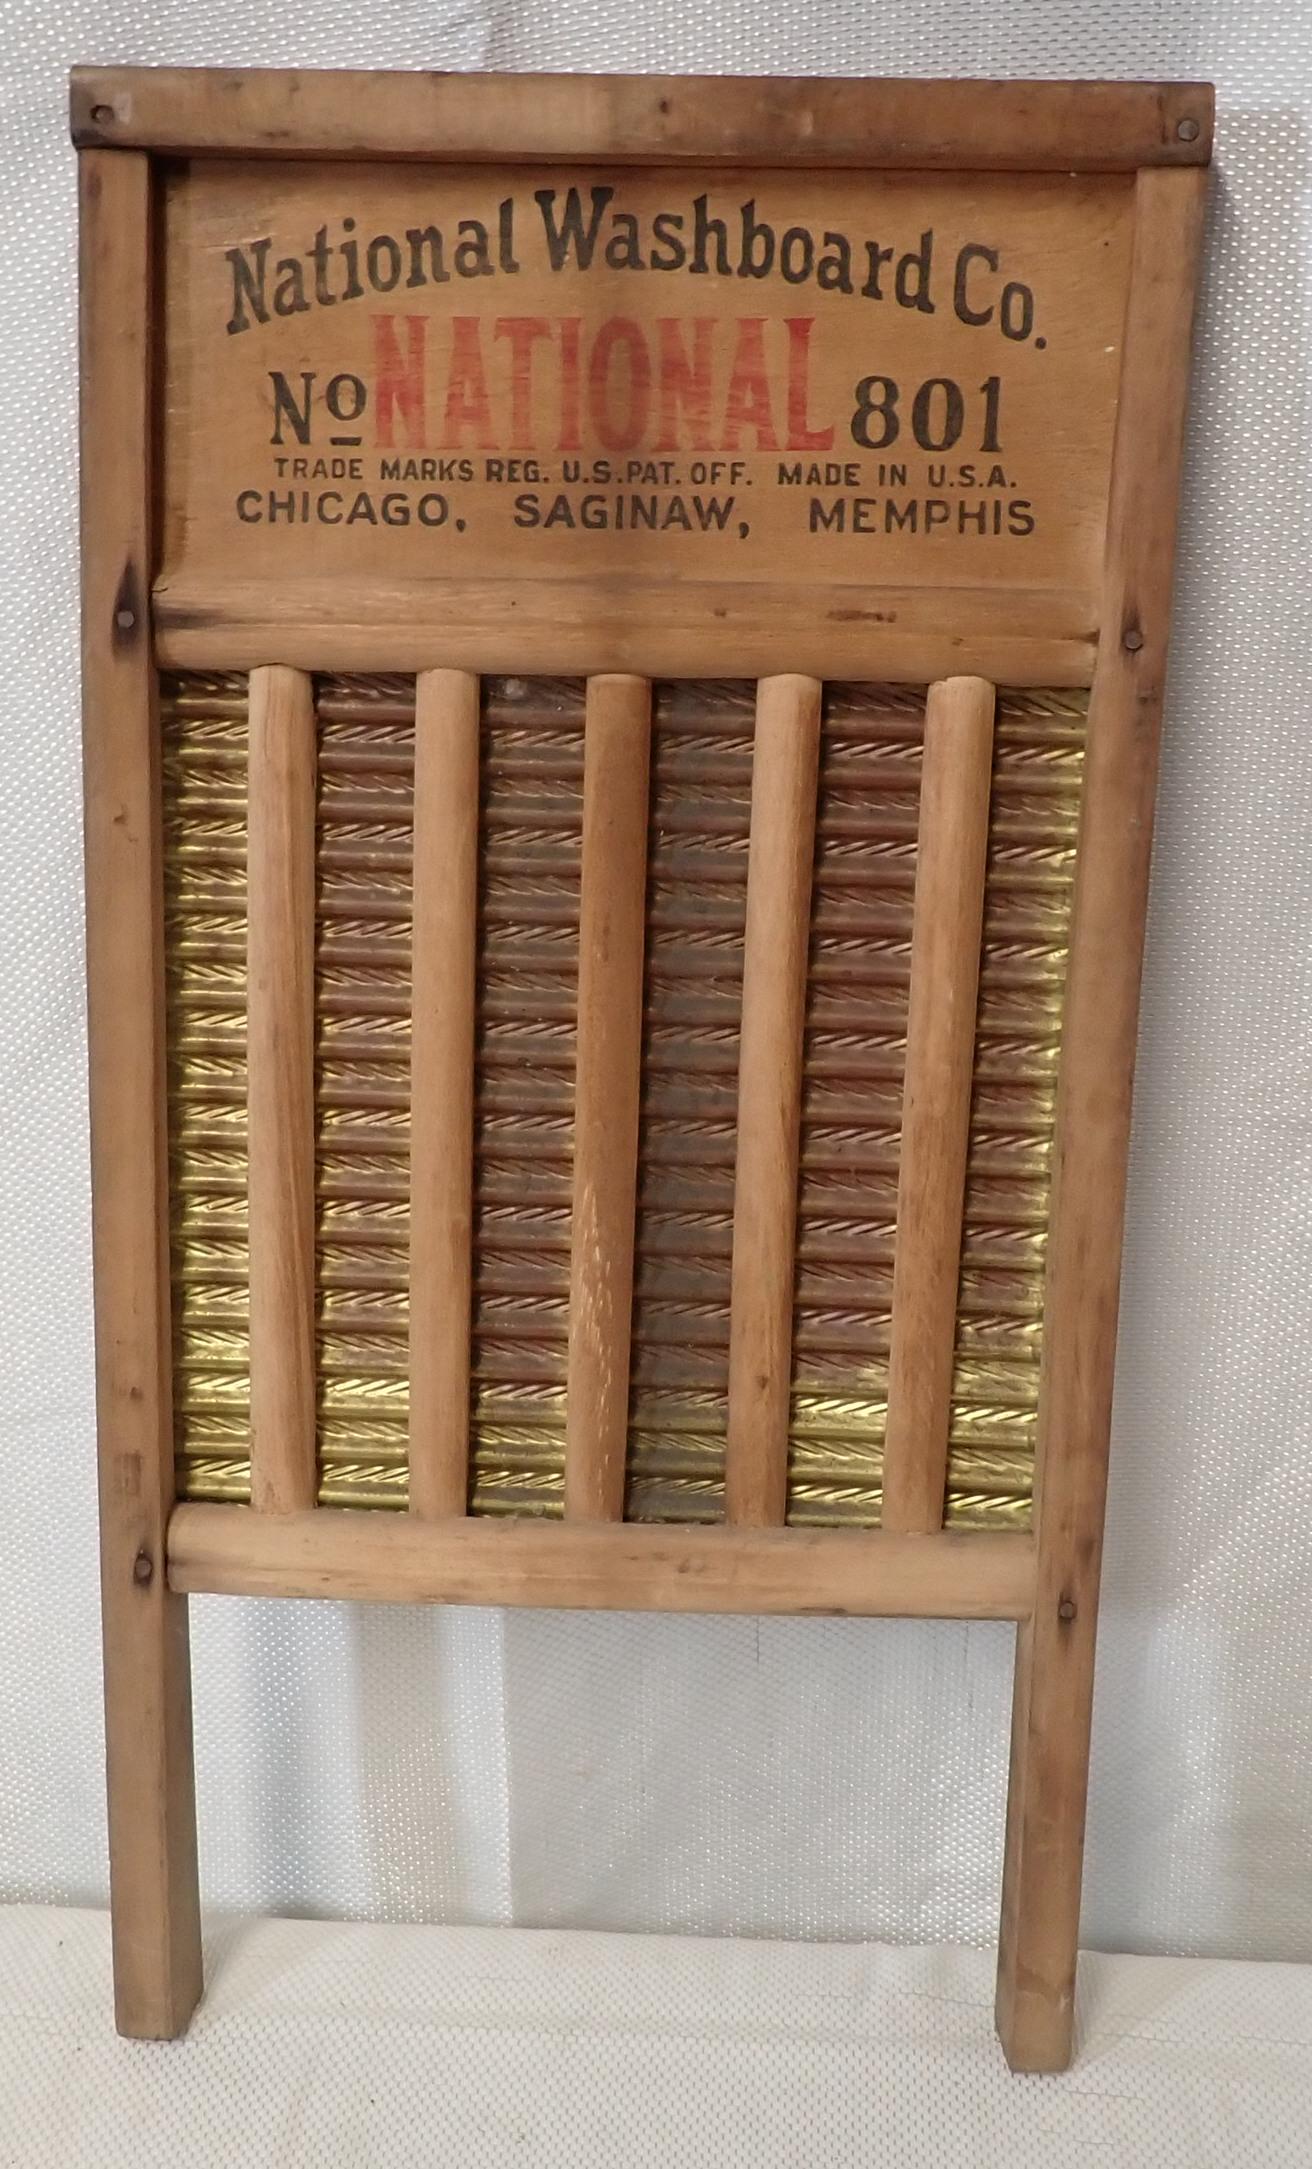 National Washboard Co.
No NATIONAL 801
TRADE MARKS REG. U.S. PAT. OFF. MADE IN U.S.A.
CHICAGO, SAGINAW, MEMPHIS